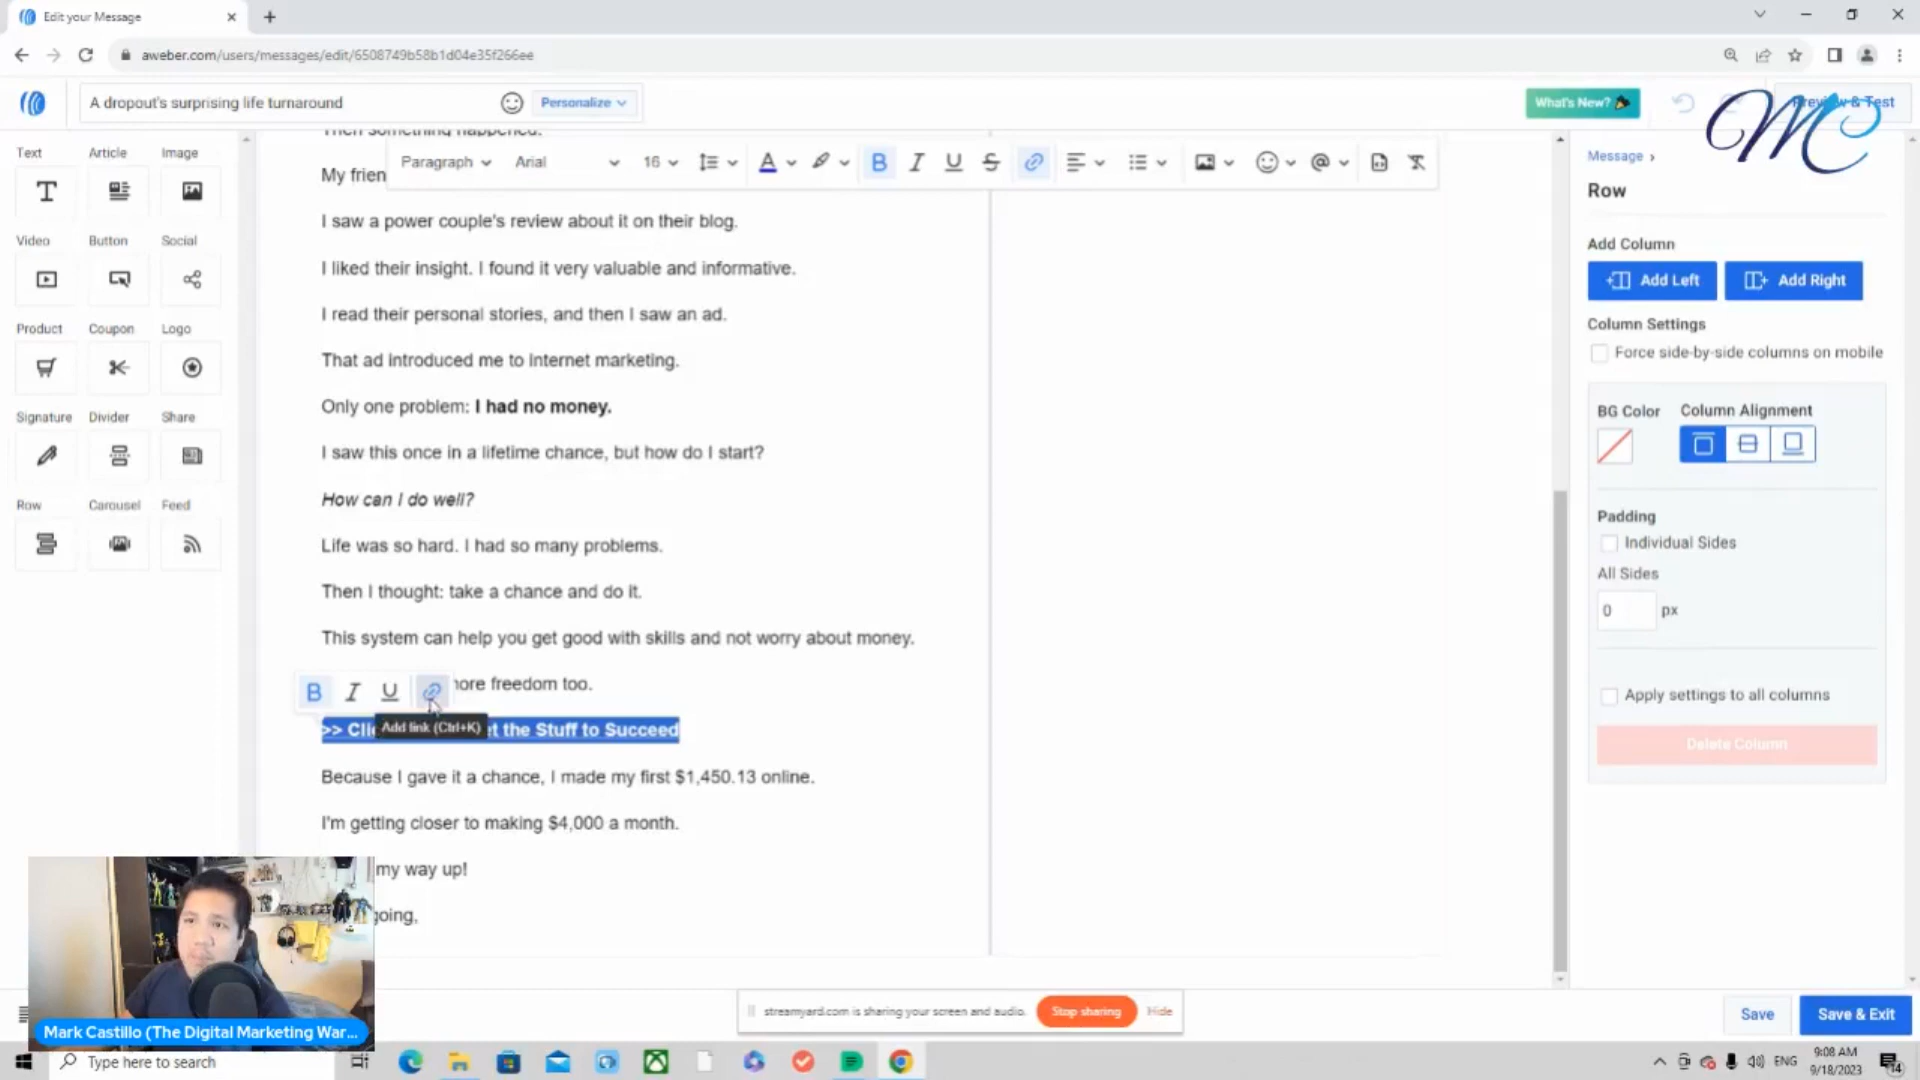 Edit your Message
aweber.com/users/messages/edit/6508749b58b1d04e35f266ee
A dropout's surprising life turnaround
Personalize
What's New?
Preview & Test
MC
Text
Article
Image
Video
Button
Social
Product
Coupon
Logo
Signature
Divider
Share
Row
Carousel
Feed
Then something happened.
Paragraph
Arial
16
My frien
I saw a power couple's review about it on their blog.
I liked their insight. I found it very valuable and informative.
I read their personal stories, and then I saw an ad.
That ad introduced me to Internet marketing.
Only one problem: I had no money.
I saw this once in a lifetime chance, but how do I start?
How can I do well?
Life was so hard. I had so many problems.
Then I thought: take a chance and do it.
This system can help you get good with skills and not worry about money.
B I U
more freedom too.
>> Clic
Add link (Ctrl+K)
t the Stuff to Succeed
Because I gave it a chance, I made my first $1,450.13 online.
I'm getting closer to making $4,000 a month.
my way up!
going,
Message
Row
Add Column
Add Left
Add Right
Column Settings
Force side-by-side columns on mobile
BG Color
Column Alignment
Padding
Individual Sides
All Sides
0 px
Apply settings to all columns
Delete Column
streamyard.com is sharing your screen and audio.
Stop sharing
Hide
Save
Save & Exit
Mark Castillo (The Digital Marketing War...
Type here to search
ENG
9:08 AM
9/18/2023
14